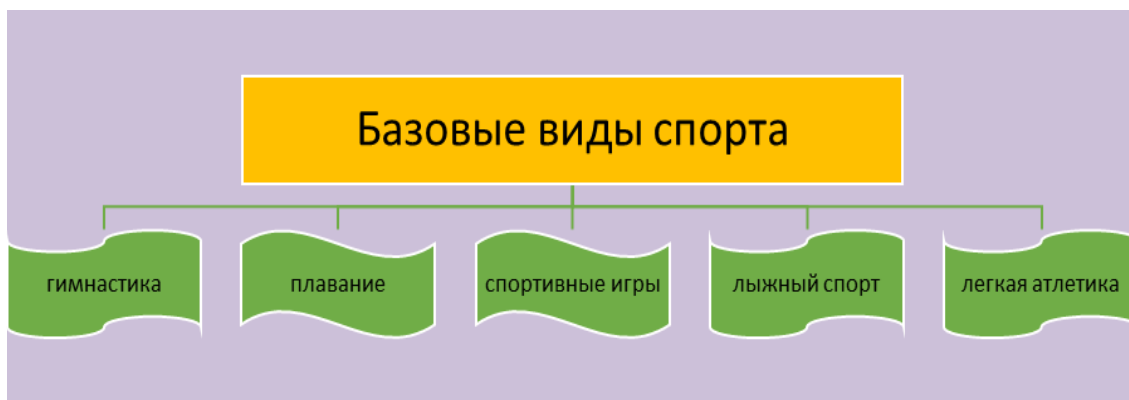 Базовые виды спорта
гимнастика
плавание
спортивные игры
лыжный спорт
легкая атлетика